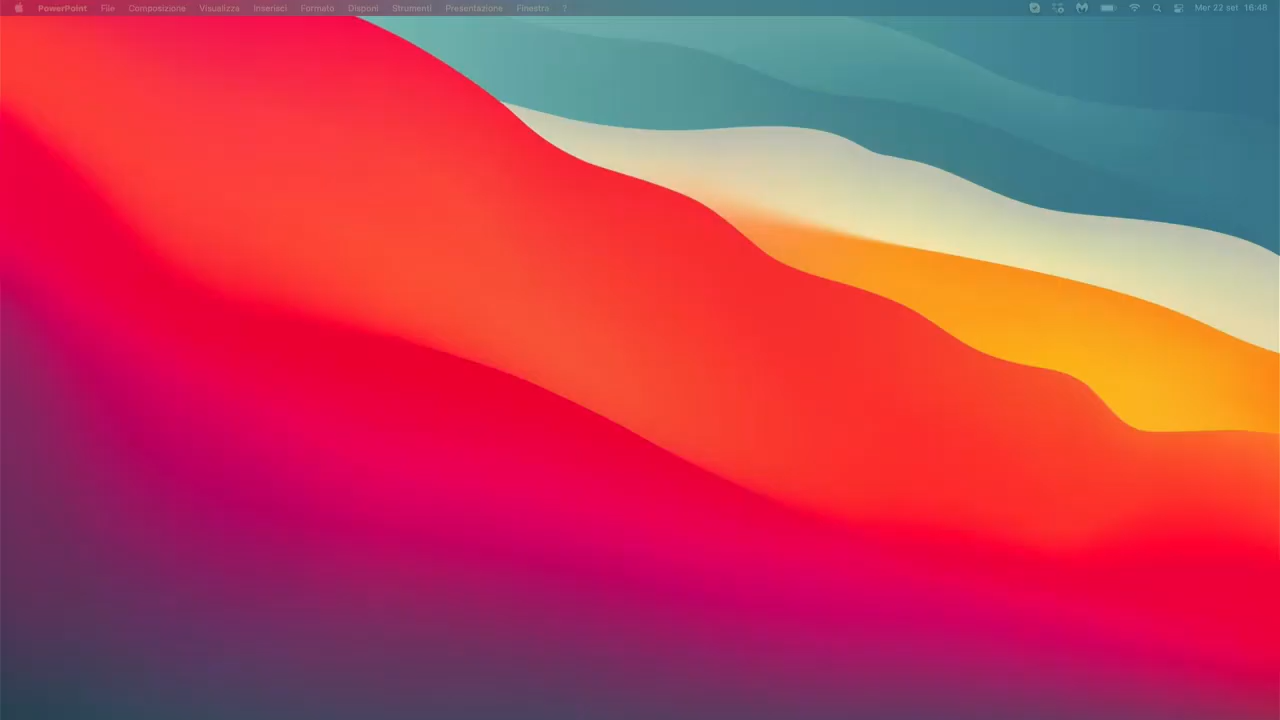 PowerPoint File Composizione Visualizza Inserisci Formato Disponi Strumenti Presentazione Finestra ? Mer 22 set 16:48